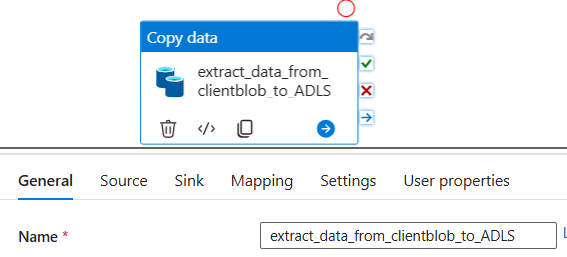 Copy data
extract_data_from_
clientblob_to_ADLS
General Source Sink Mapping Settings User properties
Name * extract_data_from_clientblob_to_ADLS